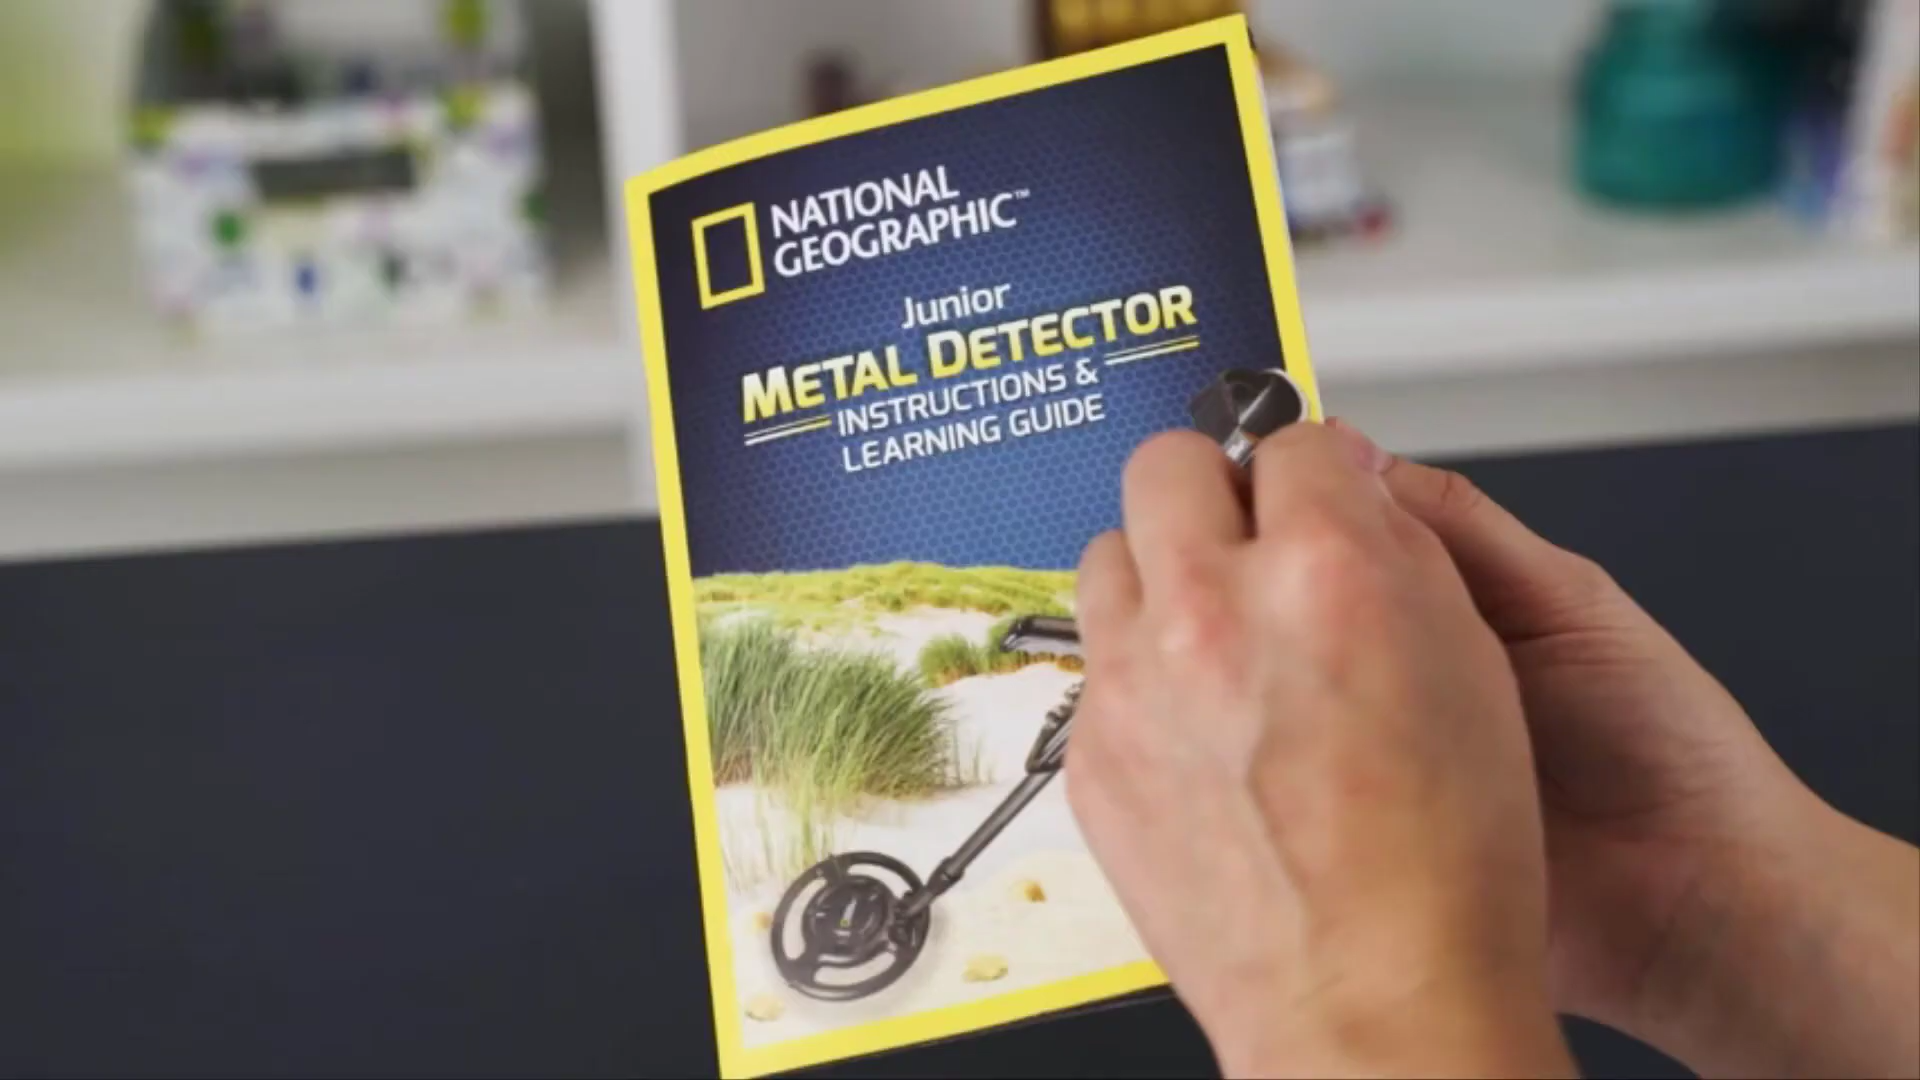 NATIONAL
GEOGRAPHIC™
Junior
METAL DETECTOR
INSTRUCTIONS &
LEARNING GUIDE